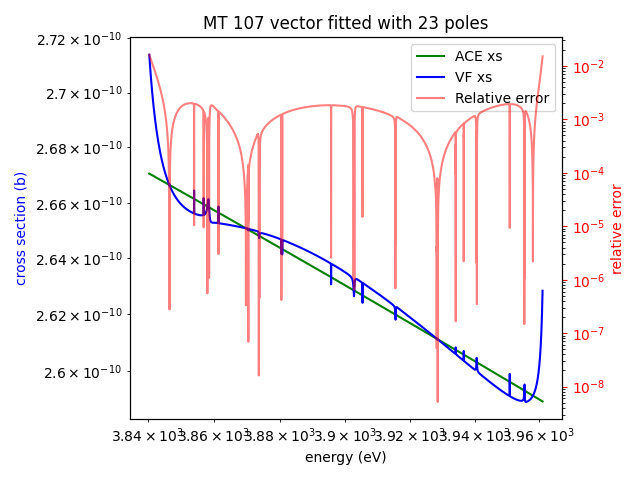 MT 107 vector fitted with 23 poles
ACE xs
VF xs
Relative error
cross section (b)
2.72 × 10⁻¹⁰
2.7 × 10⁻¹⁰
2.68 × 10⁻¹⁰
2.66 × 10⁻¹⁰
2.64 × 10⁻¹⁰
2.62 × 10⁻¹⁰
2.6 × 10⁻¹⁰
10⁻²
10⁻³
10⁻⁴
10⁻⁵
10⁻⁶
10⁻⁷
10⁻⁸
relative error
3.84 × 10³ 3.86 × 10³ 3.88 × 10³ 3.9 × 10³ 3.92 × 10³ 3.94 × 10³ 3.96 × 10³
energy (eV)